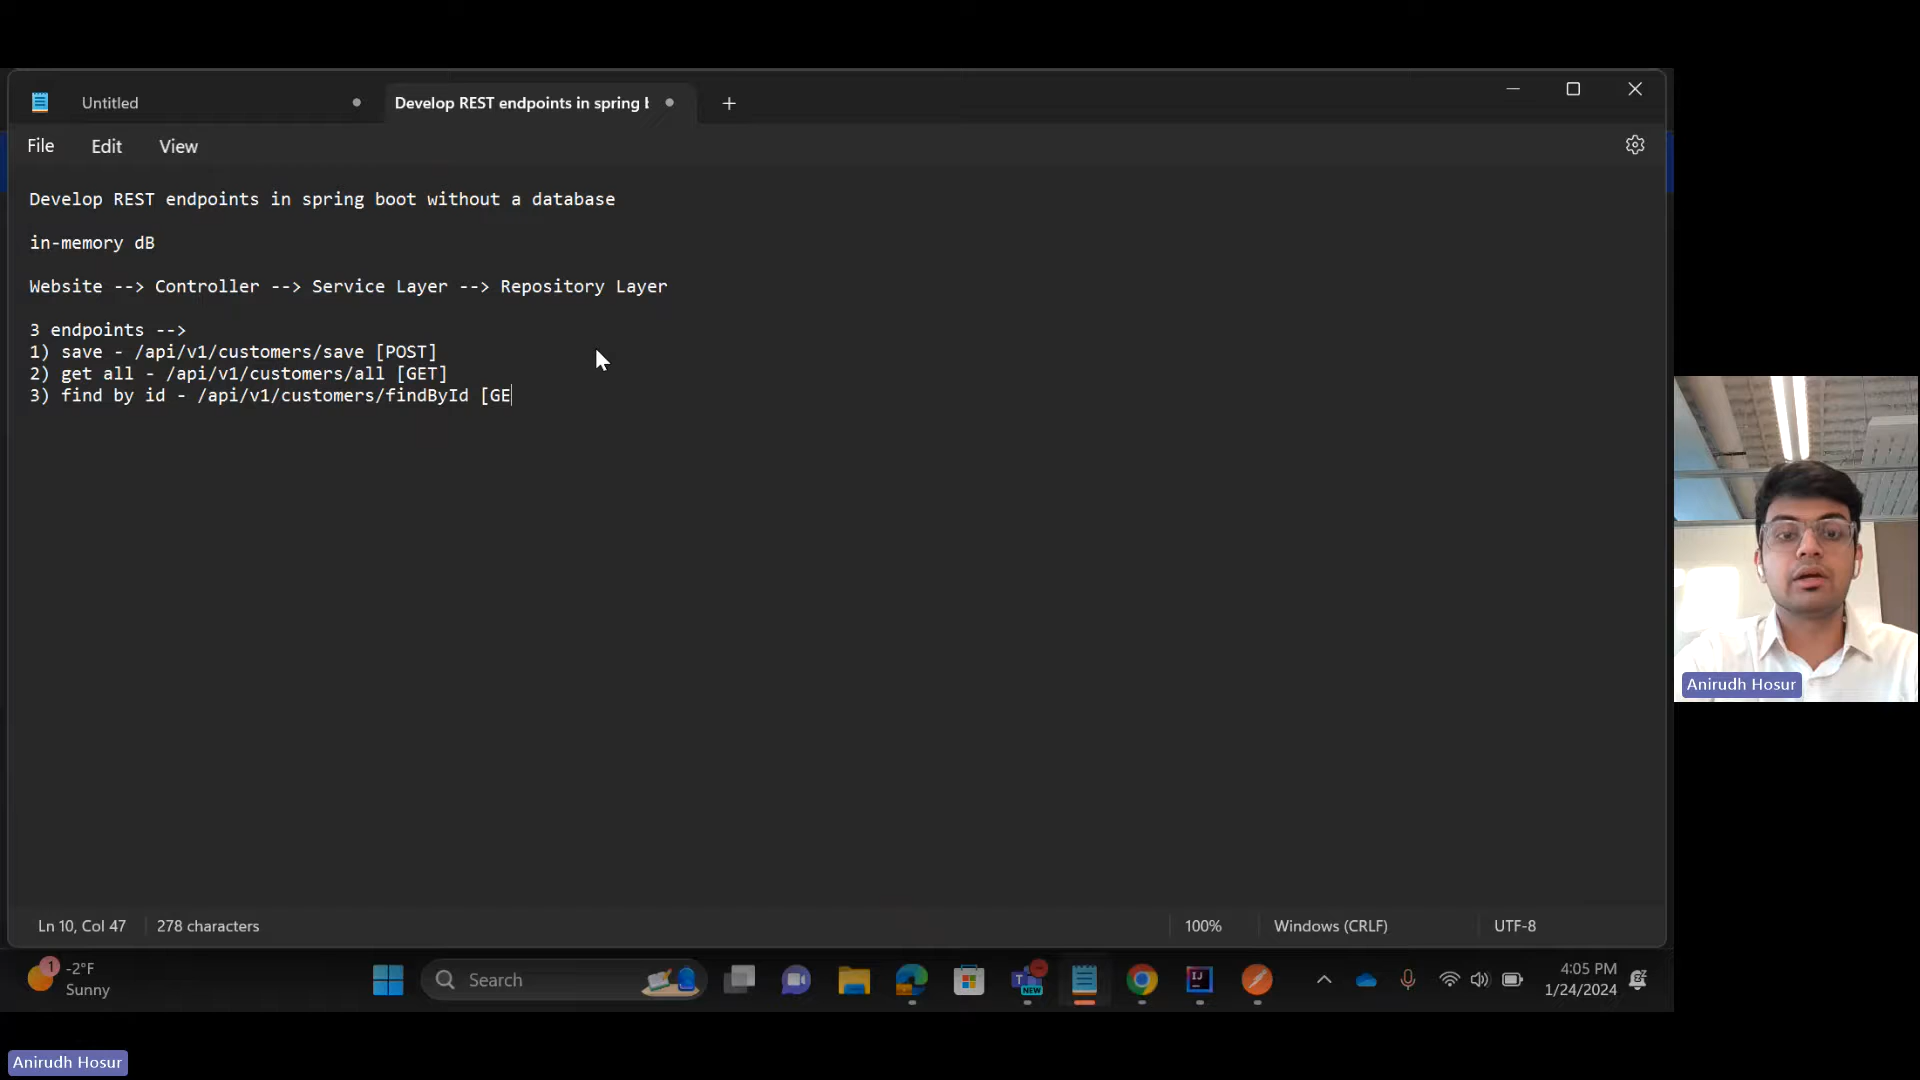 Untitled
Develop REST endpoints in spring b
File
Edit
View
Develop REST endpoints in spring boot without a database
in-memory dB
Website --> Controller --> Service Layer --> Repository Layer
3 endpoints -->
1) save - /api/v1/customers/save [POST]
2) get all - /api/v1/customers/all [GET]
3) find by id - /api/v1/customers/findById [GE
Anirudh Hosur
Ln 10, Col 47
278 characters
100%
Windows (CRLF)
UTF-8
1
-2°F
Sunny
Search
NEW
4:05 PM
1/24/2024
Anirudh Hosur